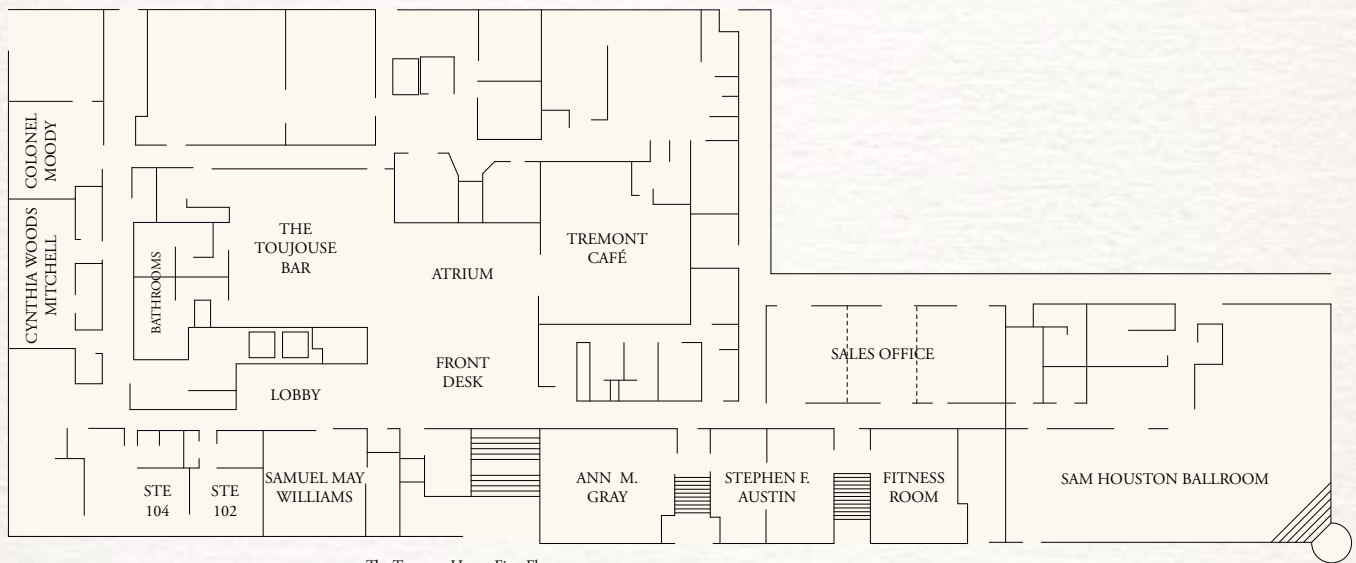 COLONEL
MOODY
CYNTHIA WOODS
MITCHELL
BATHROOMS
THE
TOUJOUSE
BAR
ATRIUM
TREMONT
CAFÉ
FRONT
DESK
LOBBY
SALES OFFICE
STE
104
STE
102
SAMUEL MAY
WILLIAMS
ANN M.
GRAY
STEPHEN F.
AUSTIN
FITNESS
ROOM
SAM HOUSTON BALLROOM